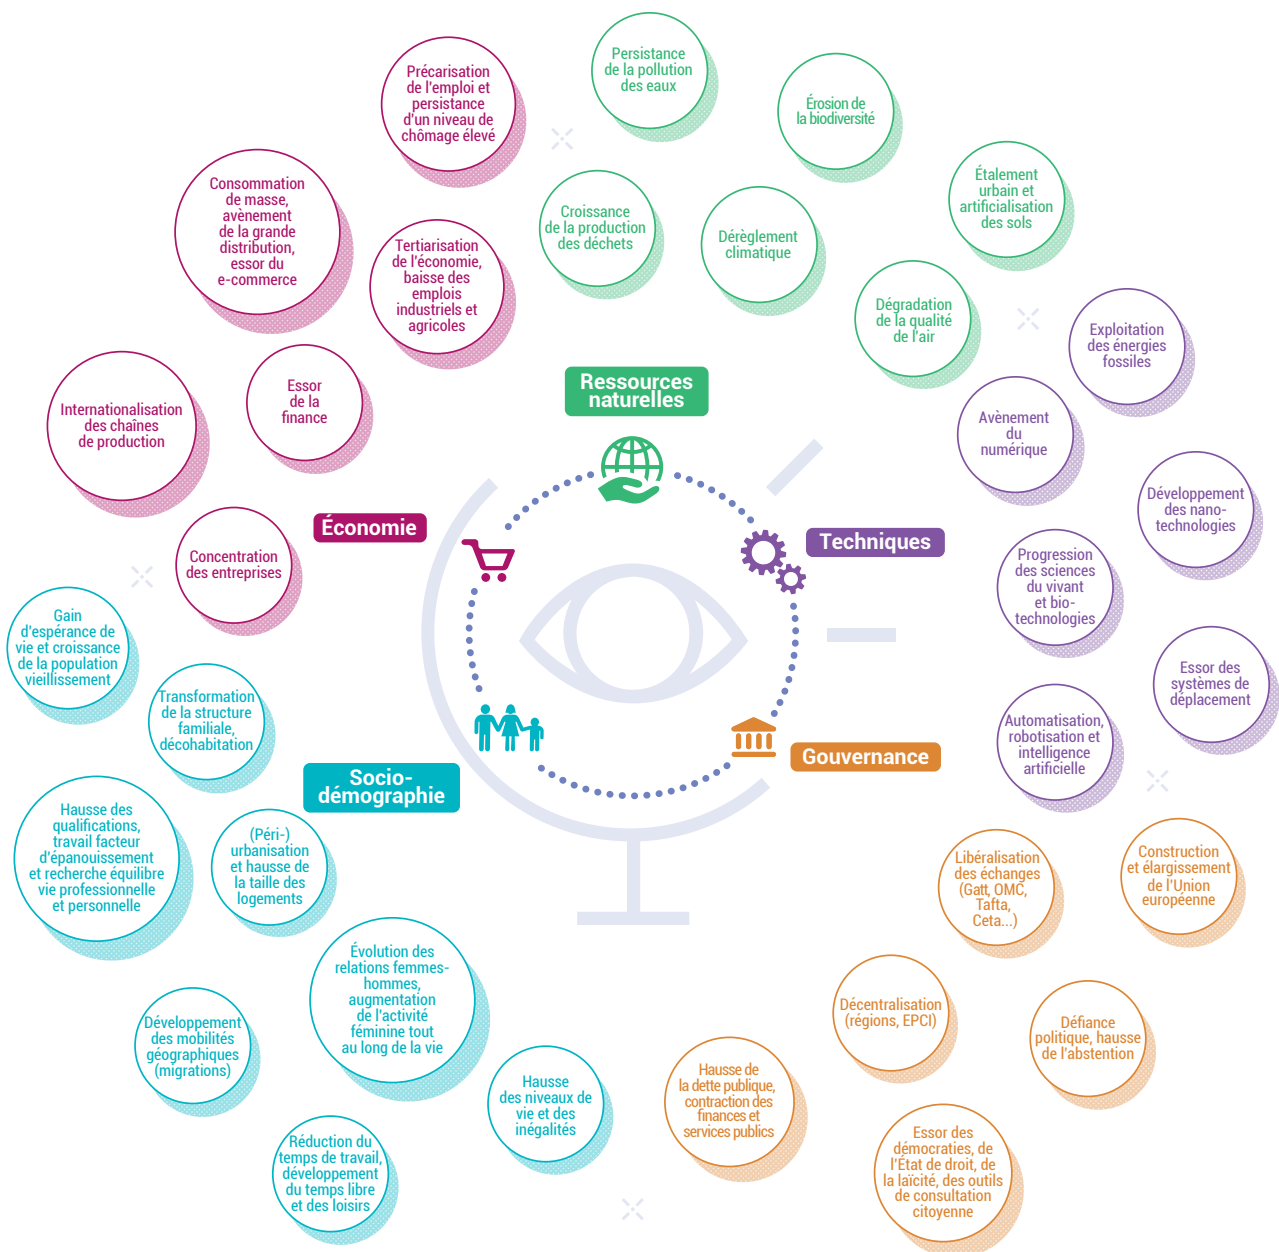 Précarisation
de l'emploi et
persistance
d'un niveau de
chômage élevé
Consommation
de masse,
avènement
de la grande
distribution,
essor du
e-commerce
Tertiarisation
de l'économie,
baisse des
emplois
industriels et
agricoles
Internationalisation
des chaînes
de production
Essor
de la
finance
Concentration
des entreprises
Économie
Persistance
de la pollution
des eaux
Érosion de
la biodiversité
Étalement
urbain et
artificialisation
des sols
Croissance
de la production
des déchets
Dérèglement
climatique
Dégradation
de la qualité
de l'air
Ressources
naturelles
Exploitation
des énergies
fossiles
Avènement
du
numérique
Développement
des nano-
technologies
Progression
des sciences
du vivant
et bio-
technologies
Essor des
systèmes de
déplacement
Automatisation,
robotisation et
intelligence
artificielle
Techniques
Gouvernance
Libéralisation
des échanges
(Gatt, OMC,
Tafta,
Ceta...)
Construction
et élargissement
de l'Union
européenne
Décentralisation
(régions, EPCI)
Défiance
politique, hausse
de l'abstention
Hausse de
la dette publique,
contraction des
finances et
services publics
Essor des
démocraties, de
l'État de droit, de
la laïcité, des outils
de consultation
citoyenne
Gain
d'espérance de
vie et croissance
de la population
vieillissement
Transformation
de la structure
familiale,
décohabitation
Socio-
démographie
Hausse des
qualifications,
travail facteur
d'épanouissement
et recherche équilibre
vie professionnelle
et personnelle
(Péri-)
urbanisation
et hausse de
la taille des
logements
Évolution des
relations femmes-
hommes,
augmentation
de l'activité
féminine tout
au long de la vie
Développement
des mobilités
géographiques
(migrations)
Hausse
des niveaux de
vie et des
inégalités
Réduction du
temps de travail,
développement
du temps libre
et des loisirs